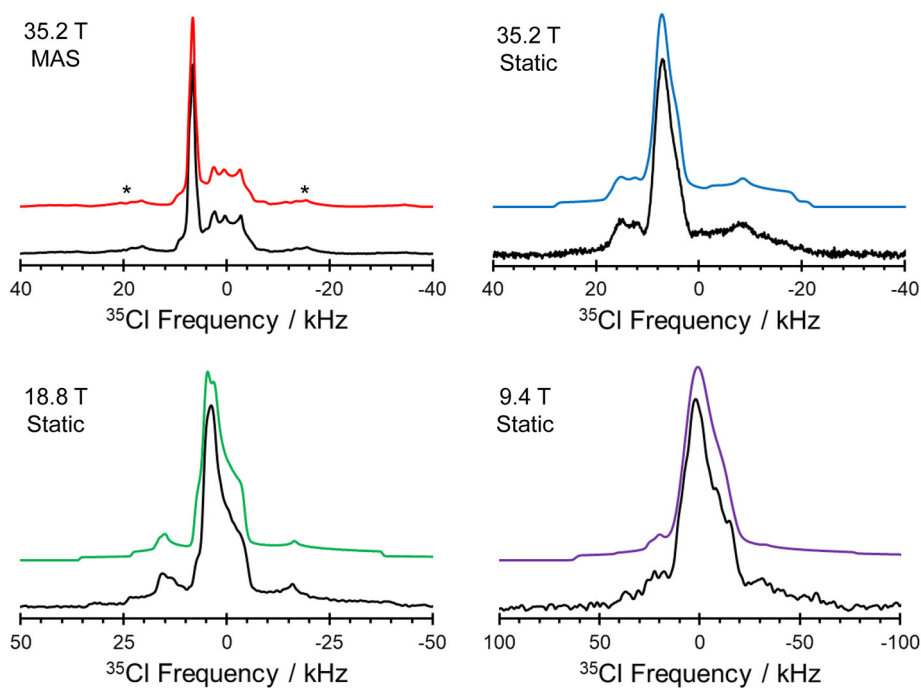 35.2 T
MAS
*
*
40 20 0 -20 -40
³⁵Cl Frequency / kHz
35.2 T
Static
40 20 0 -20 -40
³⁵Cl Frequency / kHz
18.8 T
Static
50 25 0 -25 -50
³⁵Cl Frequency / kHz
9.4 T
Static
100 50 0 -50 -100
³⁵Cl Frequency / kHz